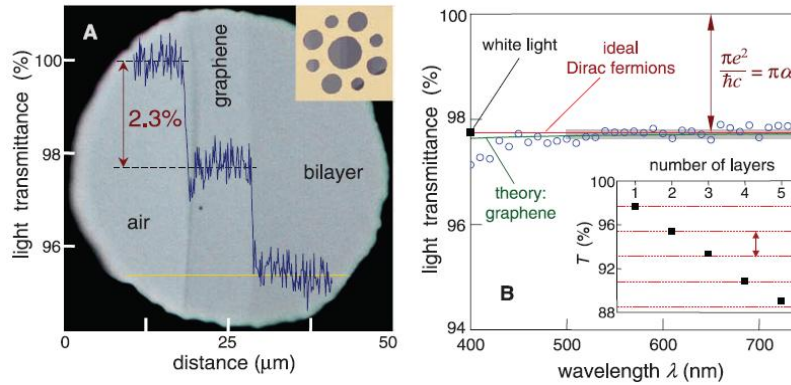 A
light transmittance (%)
100
98
96
2.3%
graphene
air
bilayer
0
25
50
distance (μm)
light transmittance (%)
100
98
96
94
white light
ideal
Dirac fermions
πe²
ħc
= πα
theory:
graphene
B
number of layers
1 2 3 4 5
T (%)
100
96
92
88
400 500 600 700
wavelength λ (nm)